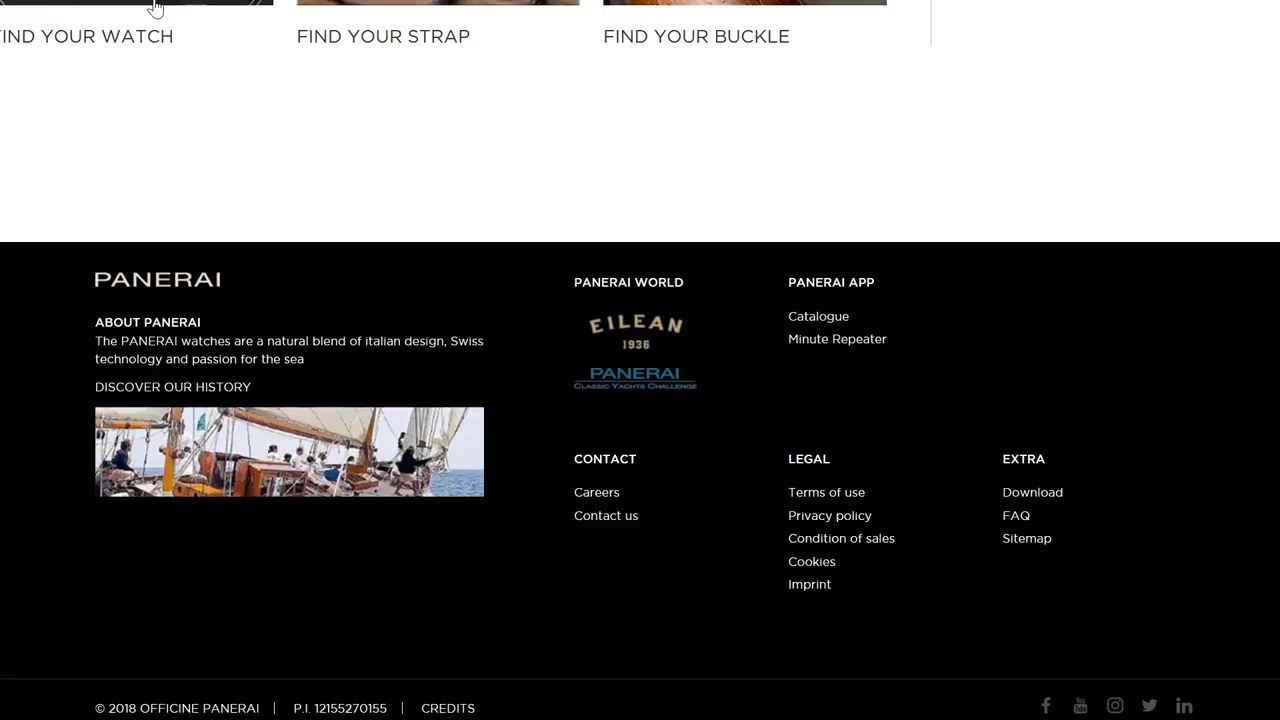 FIND YOUR WATCH
FIND YOUR STRAP
FIND YOUR BUCKLE
PANERAI
ABOUT PANERAI
The PANERAI watches are a natural blend of italian design, Swiss
technology and passion for the sea
DISCOVER OUR HISTORY
PANERAI WORLD
EILEAN
1936
PANERAI
CLASSIC YACHTS CHALLENGE
PANERAI APP
Catalogue
Minute Repeater
CONTACT
Careers
Contact us
LEGAL
Terms of use
Privacy policy
Condition of sales
Cookies
Imprint
EXTRA
Download
FAQ
Sitemap
© 2018 OFFICINE PANERAI | P.I. 12155270155 | CREDITS